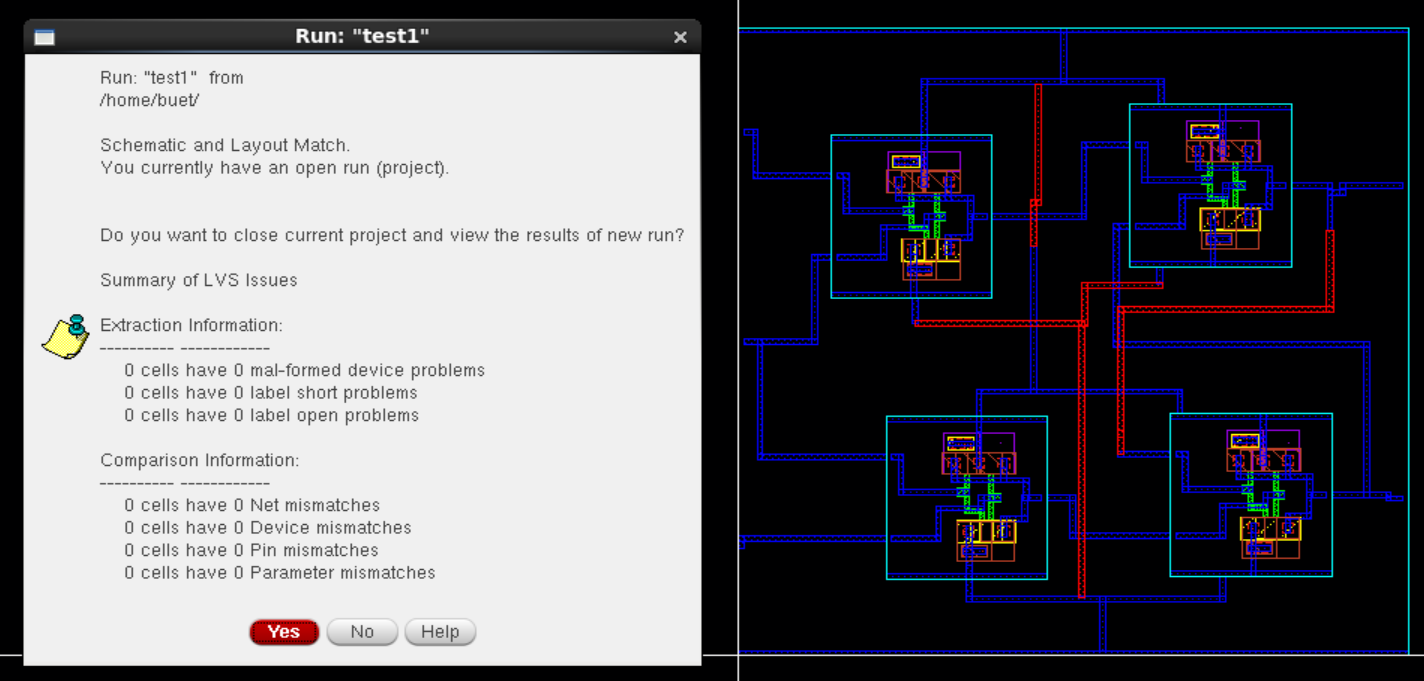 Run: "test1"
Run: "test1" from
/home/buet/
Schematic and Layout Match.
You currently have an open run (project).
Do you want to close current project and view the results of new run?
Summary of LVS Issues
Extraction Information:
---------- ------------
0 cells have 0 mal-formed device problems
0 cells have 0 label short problems
0 cells have 0 label open problems
Comparison Information:
---------- ------------
0 cells have 0 Net mismatches
0 cells have 0 Device mismatches
0 cells have 0 Pin mismatches
0 cells have 0 Parameter mismatches
Yes No Help